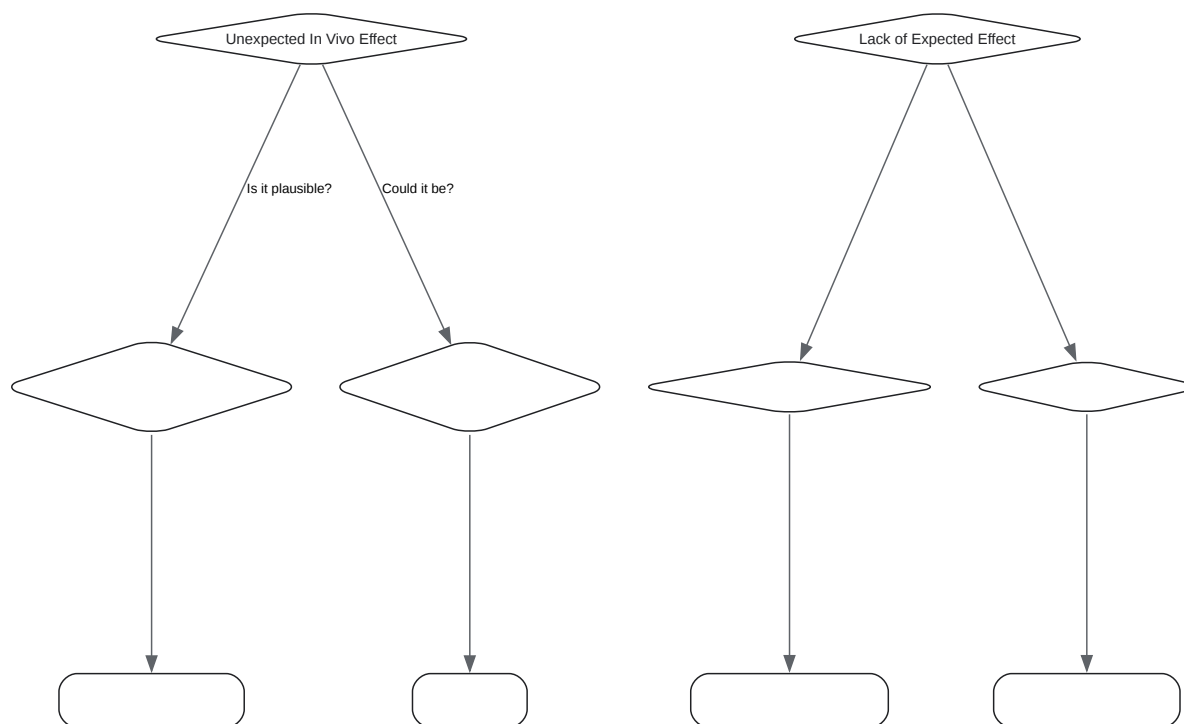 Unexpected In Vivo Effect
Lack of Expected Effect
Is it plausible?
Could it be?